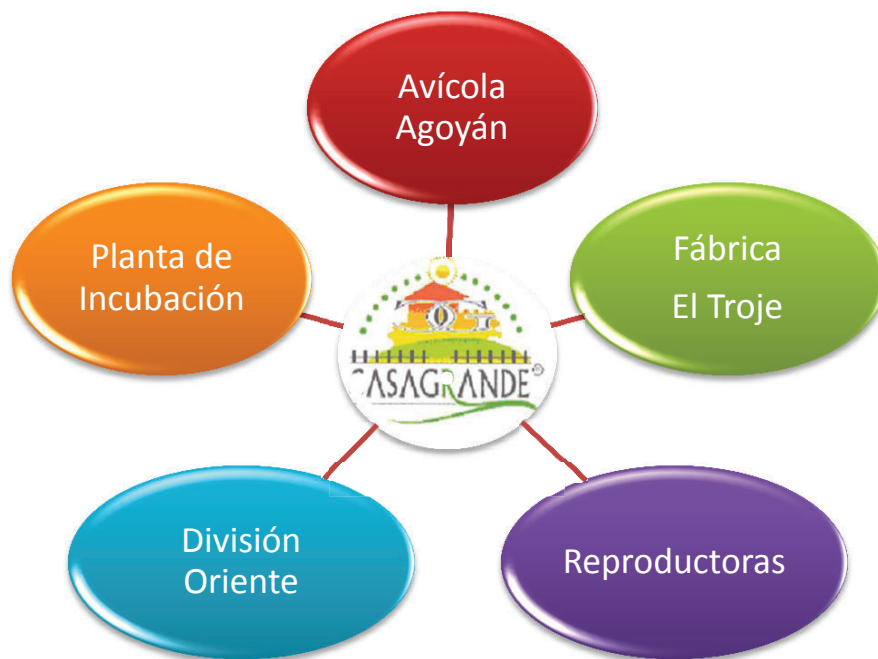 Avícola
Agoyán
Fábrica
El Troje
Reproductoras
División
Oriente
Planta de
Incubación
CASAGRANDE®